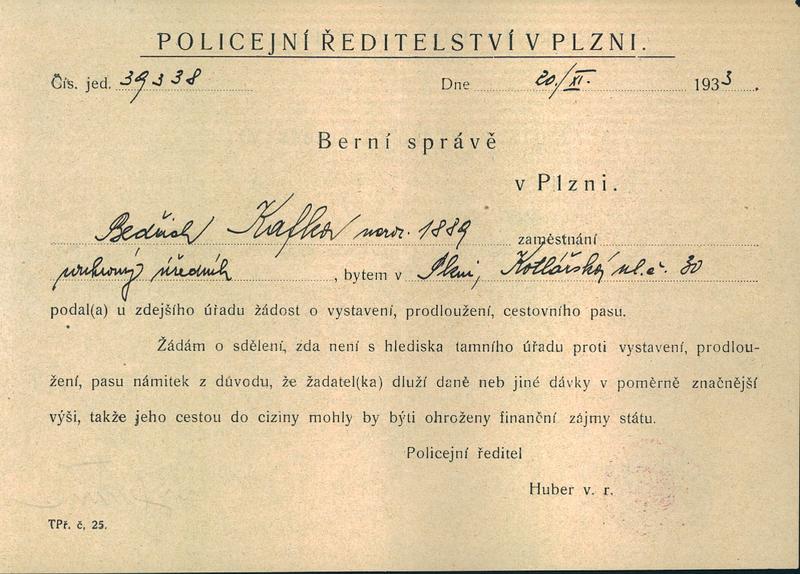 POLICEJNÍ ŘEDITELSTVÍ V PLZNI.
Čís. jed. 39338 Dne 20./XI. 1933.
Berní správě
v Plzni.
Bedřich Kafka naroz. 1889 zaměstnání
soukromý úředník, bytem v Plzni, Kotlářská ul. č. 30
podal(a) u zdejšího úřadu žádost o vystavení, prodloužení, cestovního pasu.
Žádám o sdělení, zda není s hlediska tamního úřadu proti vystavení, prodlou-
žení, pasu námitek z důvodu, že žadatel(ka) dluží daně neb jiné dávky v poměrně značnější
výši, takže jeho cestou do ciziny mohly by býti ohroženy finanční zájmy státu.
Policejní ředitel
Huber v. r.
TPř. č, 25.